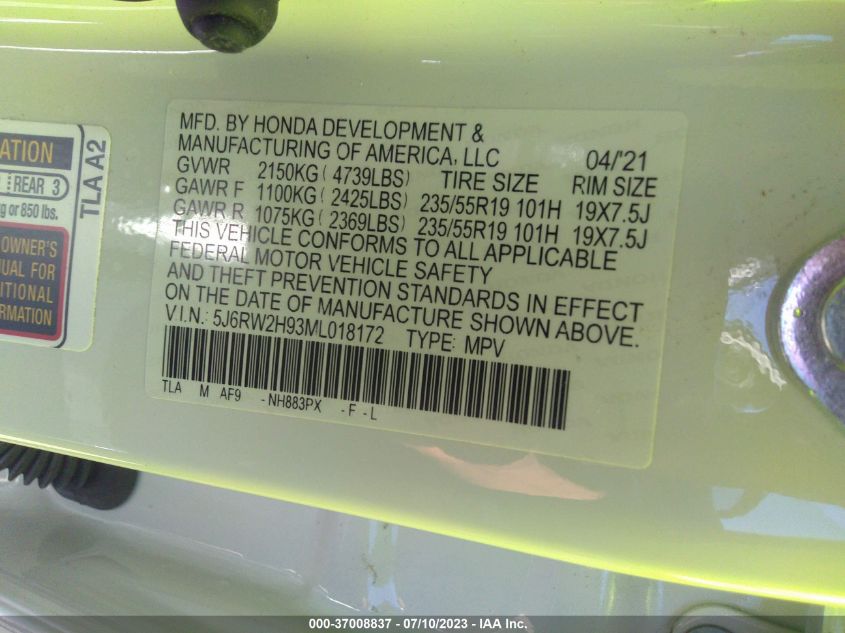 ATION
REAR 3
g or 850 lbs.
OWNER'S
UAL FOR
ITIONAL
RMATION
TLA A2
MFD. BY HONDA DEVELOPMENT &
MANUFACTURING OF AMERICA, LLC 04/'21
GVWR 2150KG ( 4739LBS) TIRE SIZE RIM SIZE
GAWR F 1100KG ( 2425LBS) 235/55R19 101H 19X7.5J
GAWR R 1075KG ( 2369LBS) 235/55R19 101H 19X7.5J
THIS VEHICLE CONFORMS TO ALL APPLICABLE
FEDERAL MOTOR VEHICLE SAFETY
AND THEFT PREVENTION STANDARDS IN EFFECT
ON THE DATE OF MANUFACTURE SHOWN ABOVE.
V.I.N.: 5J6RW2H93ML018172 TYPE: MPV
TLA M AF9 -NH883PX -F-L
000-37008837 - 07/10/2023 - IAA Inc.